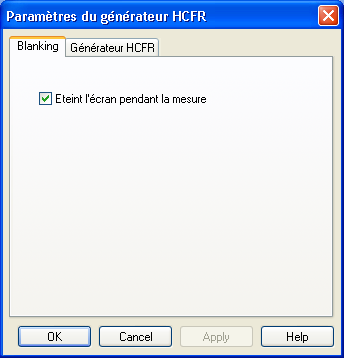 Paramètres du générateur HCFR
Blanking
Générateur HCFR
Eteint l'écran pendant la mesure
OK
Cancel
Apply
Help